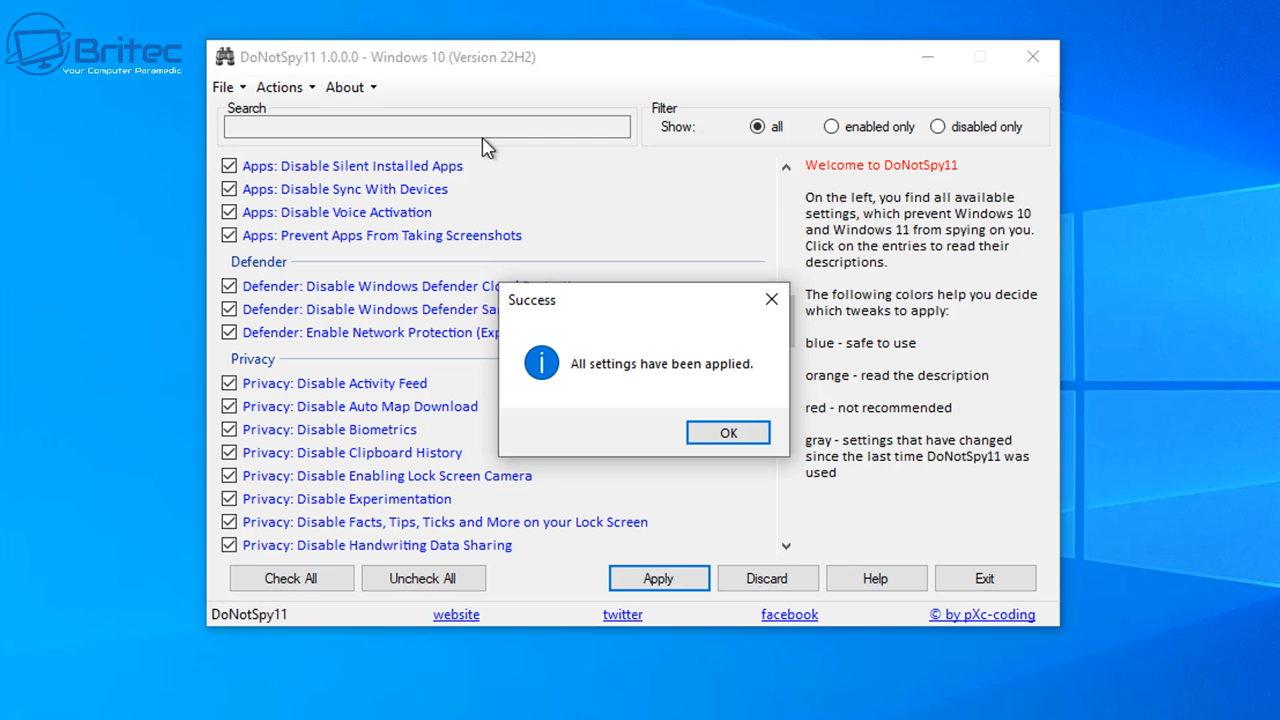 Britec
Your Computer Paramedic
DoNotSpy11 1.0.0.0 - Windows 10 (Version 22H2)
File Actions About
Search
Filter
Show: all enabled only disabled only
Apps: Disable Silent Installed Apps
Apps: Disable Sync With Devices
Apps: Disable Voice Activation
Apps: Prevent Apps From Taking Screenshots
Defender
Defender: Disable Windows Defender
Defender: Disable Windows Defender
Defender: Enable Network Protection
Privacy
Privacy: Disable Activity Feed
Privacy: Disable Auto Map Download
Privacy: Disable Biometrics
Privacy: Disable Clipboard History
Privacy: Disable Enabling Lock Screen Camera
Privacy: Disable Experimentation
Privacy: Disable Facts, Tips, Ticks and More on your Lock Screen
Privacy: Disable Handwriting Data Sharing
Success
i
All settings have been applied.
OK
Welcome to DoNotSpy11
On the left, you find all available
settings, which prevent Windows 10
and Windows 11 from spying on you.
Click on the entries to read their
descriptions.
The following colors help you decide
which tweaks to apply:
blue - safe to use
orange - read the description
red - not recommended
gray - settings that have changed
since the last time DoNotSpy11 was
used
Check All Uncheck All Apply Discard Help Exit
DoNotSpy11 website twitter facebook © by pXc-coding